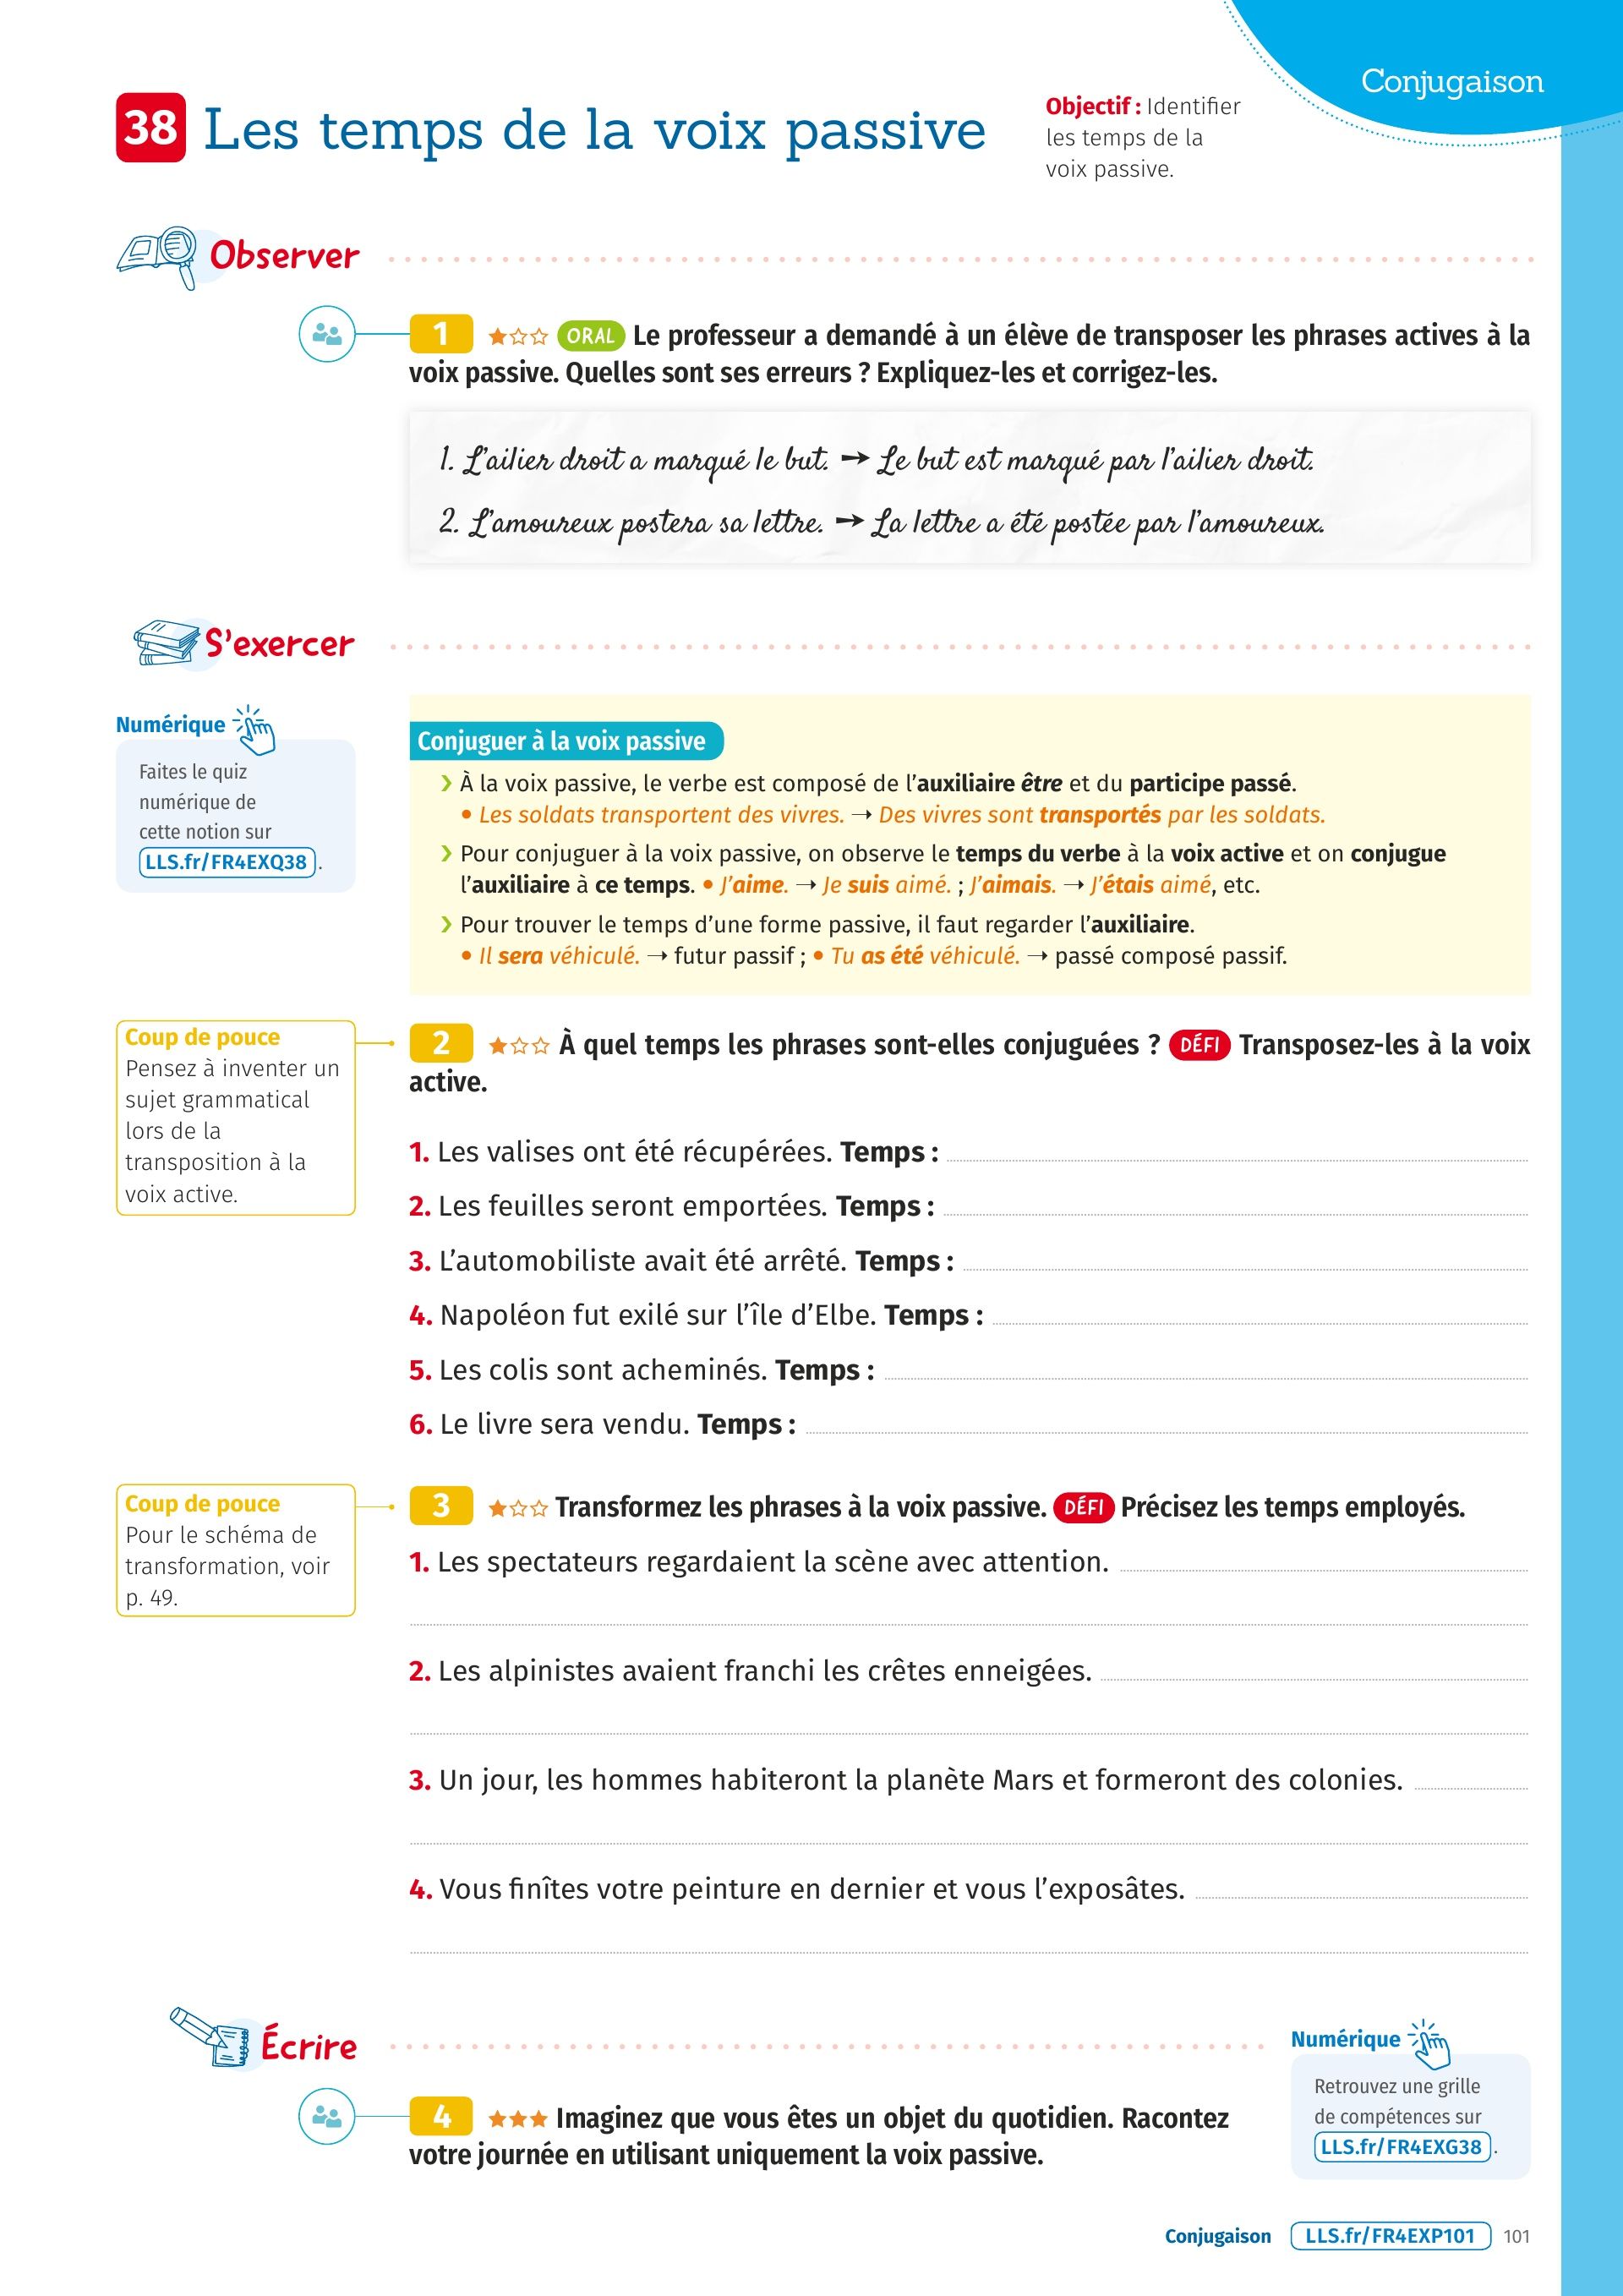 Conjugaison
38 Les temps de la voix passive
Objectif : Identifier
les temps de la
voix passive.
Observer
1 ORAL Le professeur a demandé à un élève de transposer les phrases actives à la
voix passive. Quelles sont ses erreurs ? Expliquez-les et corrigez-les.
1. L'ailier droit a marqué le but. → Le but est marqué par l'ailier droit.
2. L'amoureux postera sa lettre. → La lettre a été postée par l'amoureux.
S'exercer
Numérique
Faites le quiz
numérique de
cette notion sur
LLS.fr/FR4EXQ38.
Conjuguer à la voix passive
› À la voix passive, le verbe est composé de l'auxiliaire être et du participe passé.
• Les soldats transportent des vivres. → Des vivres sont transportés par les soldats.
› Pour conjuguer à la voix passive, on observe le temps du verbe à la voix active et on conjugue
l'auxiliaire à ce temps. • J'aime. → Je suis aimé. ; J'aimais. → J'étais aimé, etc.
› Pour trouver le temps d'une forme passive, il faut regarder l'auxiliaire.
• Il sera véhiculé. → futur passif ; • Tu as été véhiculé. → passé composé passif.
Coup de pouce
Pensez à inventer un
sujet grammatical
lors de la
transposition à la
voix active.
2 À quel temps les phrases sont-elles conjuguées ? DÉFI Transposez-les à la voix
active.
1. Les valises ont été récupérées. Temps :
2. Les feuilles seront emportées. Temps :
3. L'automobiliste avait été arrêté. Temps :
4. Napoléon fut exilé sur l'île d'Elbe. Temps :
5. Les colis sont acheminés. Temps :
6. Le livre sera vendu. Temps :
Coup de pouce
Pour le schéma de
transformation, voir
p. 49.
3 Transformez les phrases à la voix passive. DÉFI Précisez les temps employés.
1. Les spectateurs regardaient la scène avec attention.
2. Les alpinistes avaient franchi les crêtes enneigées.
3. Un jour, les hommes habiteront la planète Mars et formeront des colonies.
4. Vous finîtes votre peinture en dernier et vous l'exposâtes.
Écrire
4 ★★★ Imaginez que vous êtes un objet du quotidien. Racontez
votre journée en utilisant uniquement la voix passive.
Numérique
Retrouvez une grille
de compétences sur
LLS.fr/FR4EXG38.
Conjugaison LLS.fr/FR4EXP101 101